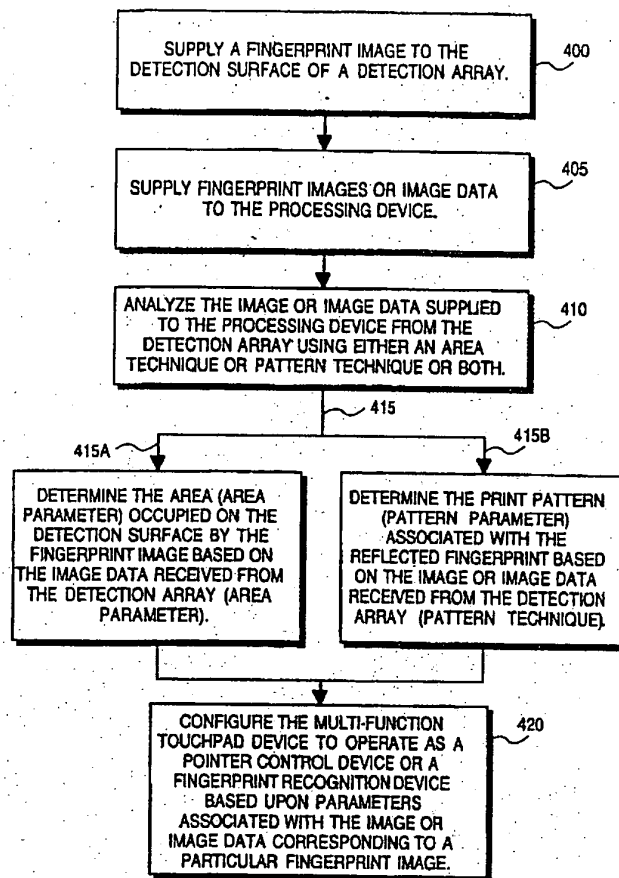 SUPPLY A FINGERPRINT IMAGE TO THE
DETECTION SURFACE OF A DETECTION ARRAY.
400
SUPPLY FINGERPRINT IMAGES OR IMAGE DATA
TO THE PROCESSING DEVICE.
405
ANALYZE THE IMAGE OR IMAGE DATA SUPPLIED
TO THE PROCESSING DEVICE FROM THE
DETECTION ARRAY USING EITHER AN AREA
TECHNIQUE OR PATTERN TECHNIQUE OR BOTH.
410
415
415A
415B
DETERMINE THE AREA (AREA
PARAMETER) OCCUPIED ON THE
DETECTION SURFACE BY THE
FINGERPRINT IMAGE BASED ON
THE IMAGE DATA RECEIVED FROM
THE DETECTION ARRAY (AREA
PARAMETER).
DETERMINE THE PRINT PATTERN
(PATTERN PARAMETER)
ASSOCIATED WITH THE
REFLECTED FINGERPRINT BASED
ON THE IMAGE OR IMAGE DATA
RECEIVED FROM THE DETECTION
ARRAY (PATTERN TECHNIQUE).
CONFIGURE THE MULTI-FUNCTION
TOUCHPAD DEVICE TO OPERATE AS A
POINTER CONTROL DEVICE OR A
FINGERPRINT RECOGNITION DEVICE
BASED UPON PARAMETERS
ASSOCIATED WITH THE IMAGE OR
IMAGE DATA CORRESPONDING TO A
PARTICULAR FINGERPRINT IMAGE.
420